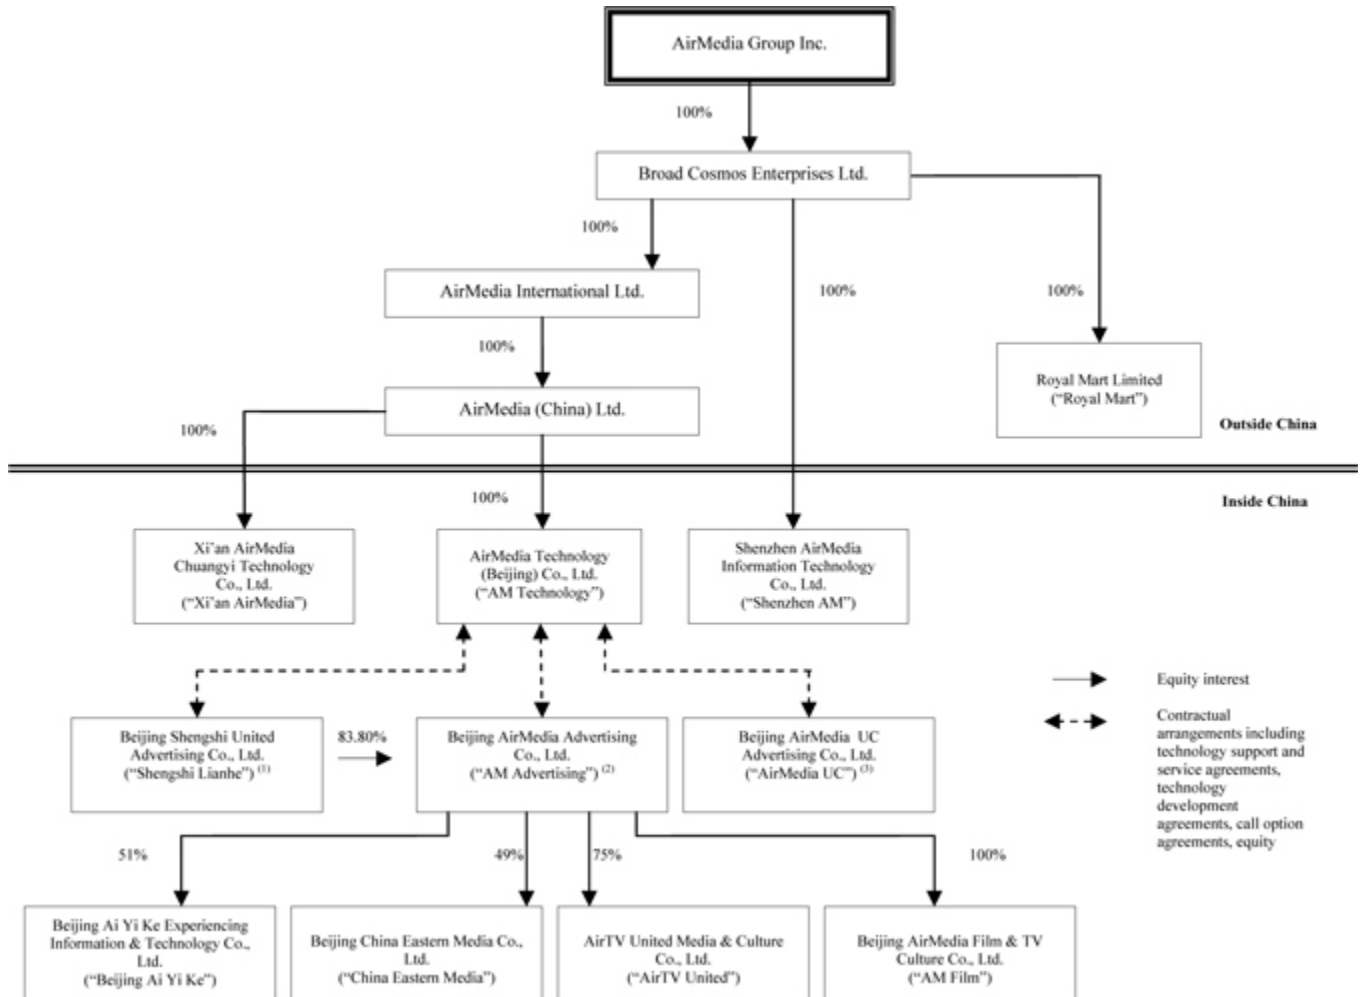 AirMedia Group Inc.
100%
Broad Cosmos Enterprises Ltd.
100%
AirMedia International Ltd.
100%
100%
100%
Royal Mart Limited
(“Royal Mart”)
AirMedia (China) Ltd.
100%
Outside China
100%
Inside China
Xi’an AirMedia
Chuangyi Technology
Co., Ltd.
(“Xi’an AirMedia”)
AirMedia Technology
(Beijing) Co., Ltd.
(“AM Technology”)
Shenzhen AirMedia
Information Technology
Co., Ltd.
(“Shenzhen AM”)
Equity interest
Contractual
arrangements including
technology support and
service agreements,
technology
development
agreements, call option
agreements, equity
Beijing Shengshi United
Advertising Co., Ltd.
(“Shengshi Lianhe”) (1)
83.80%
Beijing AirMedia Advertising
Co., Ltd.
(“AM Advertising”) (2)
Beijing AirMedia UC
Advertising Co., Ltd.
(“AirMedia UC”) (3)
51%
49%
75%
100%
Beijing Ai Yi Ke Experiencing
Information & Technology Co.,
Ltd.
(“Beijing Ai Yi Ke”)
Beijing China Eastern Media Co.,
Ltd.
(“China Eastern Media”)
AirTV United Media & Culture
Co., Ltd.
(“AirTV United”)
Beijing AirMedia Film & TV
Culture Co., Ltd.
(“AM Film”)